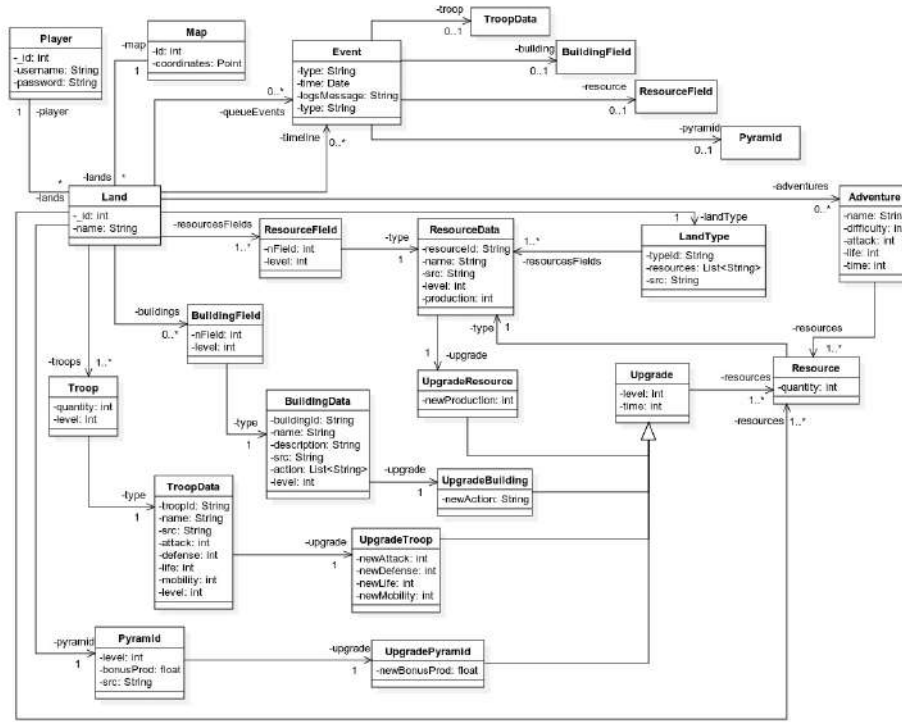 Player
-_id: int
-username: String
-password: String
1
-player
-map
1
Map
-id: int
-coordinates: Point
Event
-type: String
-time: Date
-logsMessage: String
-type: String
0..*
-queueEvents
-timeline
0..*
-troop
0..1
TroopData
-building
0..1
BuildingField
-resource
0..1
ResourceField
-pyramid
0..1
Pyramid
*
-lands
-lands
*
Land
-_id: int
-name: String
-adventures
0..*
Adventure
-name: Strin
-difficulty: in
-attack: int
-life: int
-time: int
-resourcesFields
1..*
ResourceField
-nField: int
-level: int
-type
1
ResourceData
-resourceId: String
-name: String
-src: String
-level: int
-production: int
1
-landType
LandType
-typeId: String
-resources: List<String>
-src: String
1..*
-resourcesFields
-buildings
0..*
BuildingField
-nField: int
-level: int
-type
1
-resources
1..*
Resource
-quantity: int
-troops
1..*
Troop
-quantity: int
-level: int
1
-upgrade
UpgradeResource
-newProduction: int
Upgrade
-level: int
-time: int
-resources
1..*
-resources
1..*
-type
1
BuildingData
-buildingId: String
-name: String
-description: String
-src: String
-action: List<String>
-level: int
-upgrade
1
UpgradeBuilding
-newAction: String
-type
1
TroopData
-troopId: String
-name: String
-src: String
-attack: int
-defense: int
-life: int
-mobility: int
-level: int
-upgrade
1
UpgradeTroop
-newAttack: int
-newDefense: int
-newLife: int
-newMobility: int
-pyramid
1
Pyramid
-level: int
-bonusProd: float
-src: String
-upgrade
1
UpgradePyramid
-newBonusProd: float